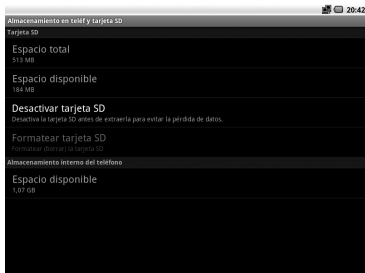 20:42
Almacenamiento en teléf y tarjeta SD
Tarjeta SD
Espacio total
513 MB
Espacio disponible
184 MB
Desactivar tarjeta SD
Desactiva la tarjeta SD antes de extraerla para evitar la pérdida de datos.
Formatear tarjeta SD
Formatear (borrar) la tarjeta SD
Almacenamiento interno del teléfono
Espacio disponible
1,07 GB